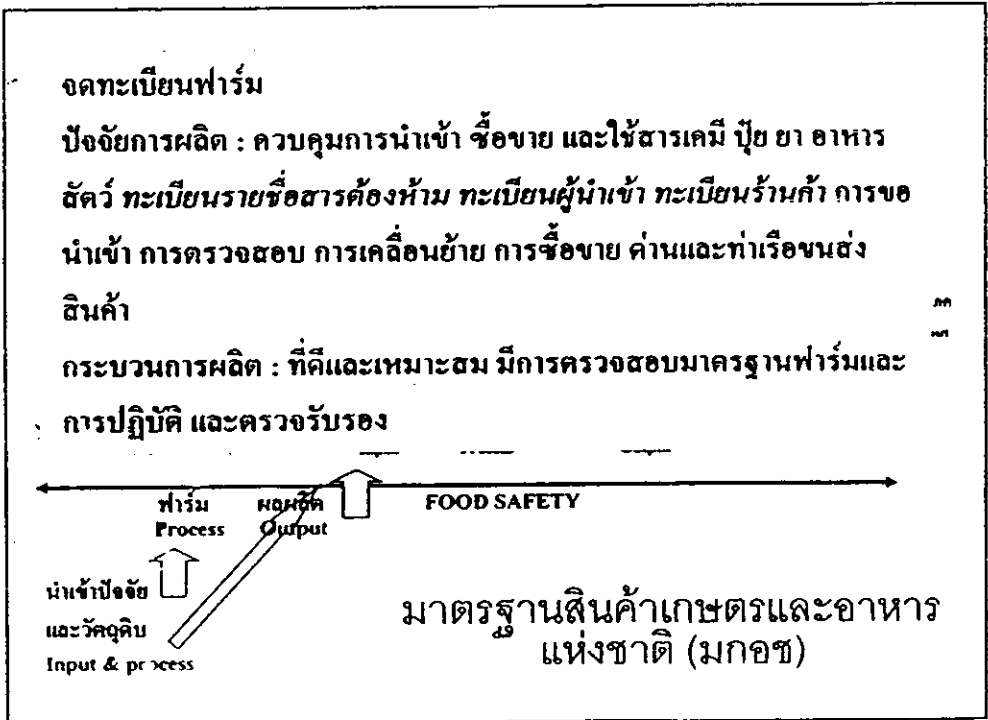 จดทะเบียนฟาร์ม
ปัจจัยการผลิต : ควบคุมการนำเข้า ซื้อขาย และใช้สารเคมี ปุ๋ย ยา อาหาร
สัตว์ ทะเบียนรายชื่อสารต้องห้าม ทะเบียนผู้นำเข้า ทะเบียนร้านค้า การขอ
นำเข้า การตรวจสอบ การเคลื่อนย้าย การซื้อขาย ด่านและท่าเรือขนส่ง
สินค้า
กระบวนการผลิต : ที่ดีและเหมาะสม มีการตรวจสอบมาตรฐานฟาร์มและ
การปฏิบัติ และตรวจรับรอง
ฟาร์ม ผลผลิต FOOD SAFETY
Process Output
นำเข้าปัจจัย
และวัตถุดิบ
Input & process
มาตรฐานสินค้าเกษตรและอาหาร
แห่งชาติ (มกอช)